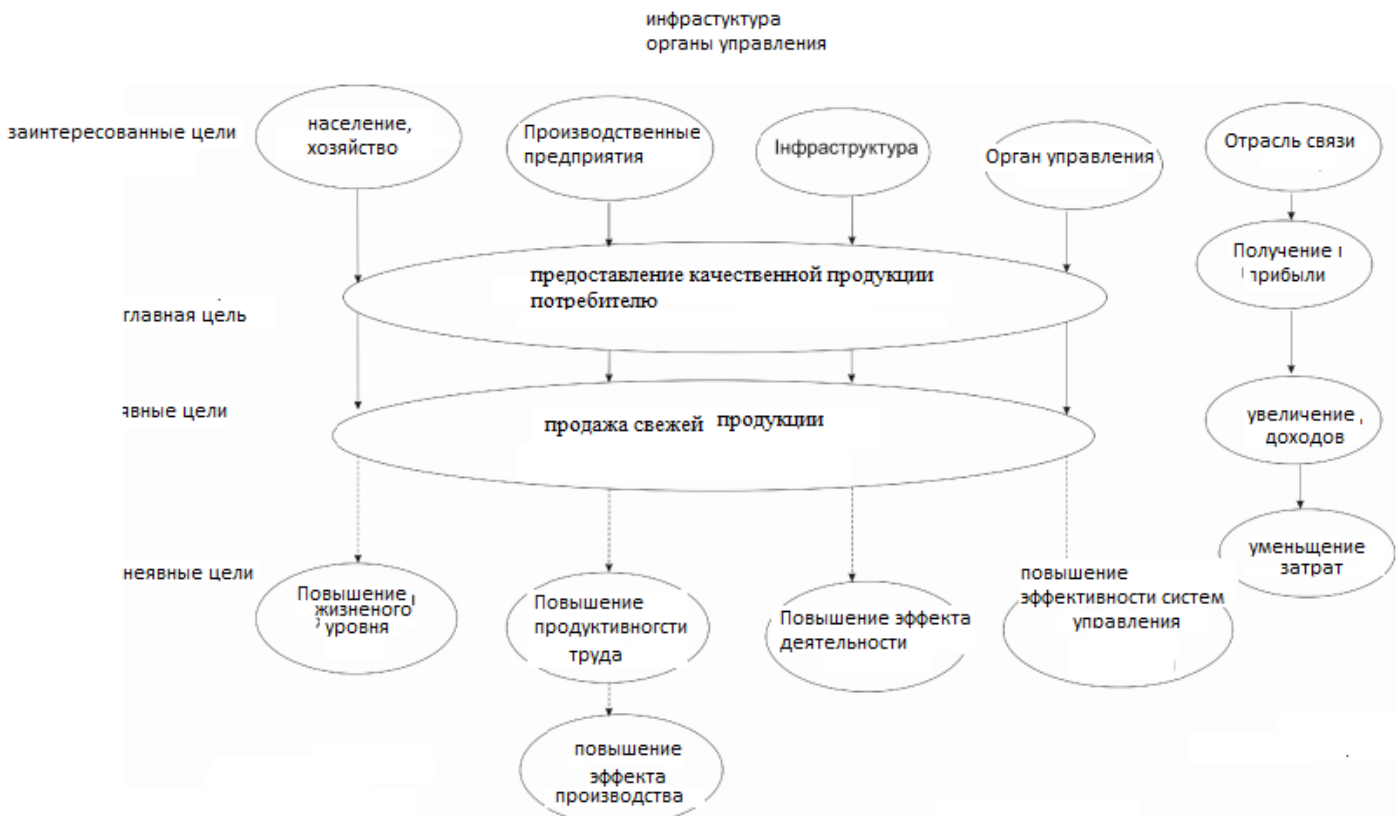 инфрастуктура
органы управления
заинтересованные цели
население,
хозяйство
Производственные
предприятия
Інфраструктура
Орган управления
Отрасль связи
предоставление качественной продукции
потребителю
Получение
прибыли
главная цель
явные цели
продажа свежей продукции
увеличение
доходов
неявные цели
уменьщение
затрат
Повышение
жизненого
уровня
Повышение
продуктивногсти
труда
Повышение эффекта
деятельности
повышение
эффективности систем
управления
повышение
эффекта
производства